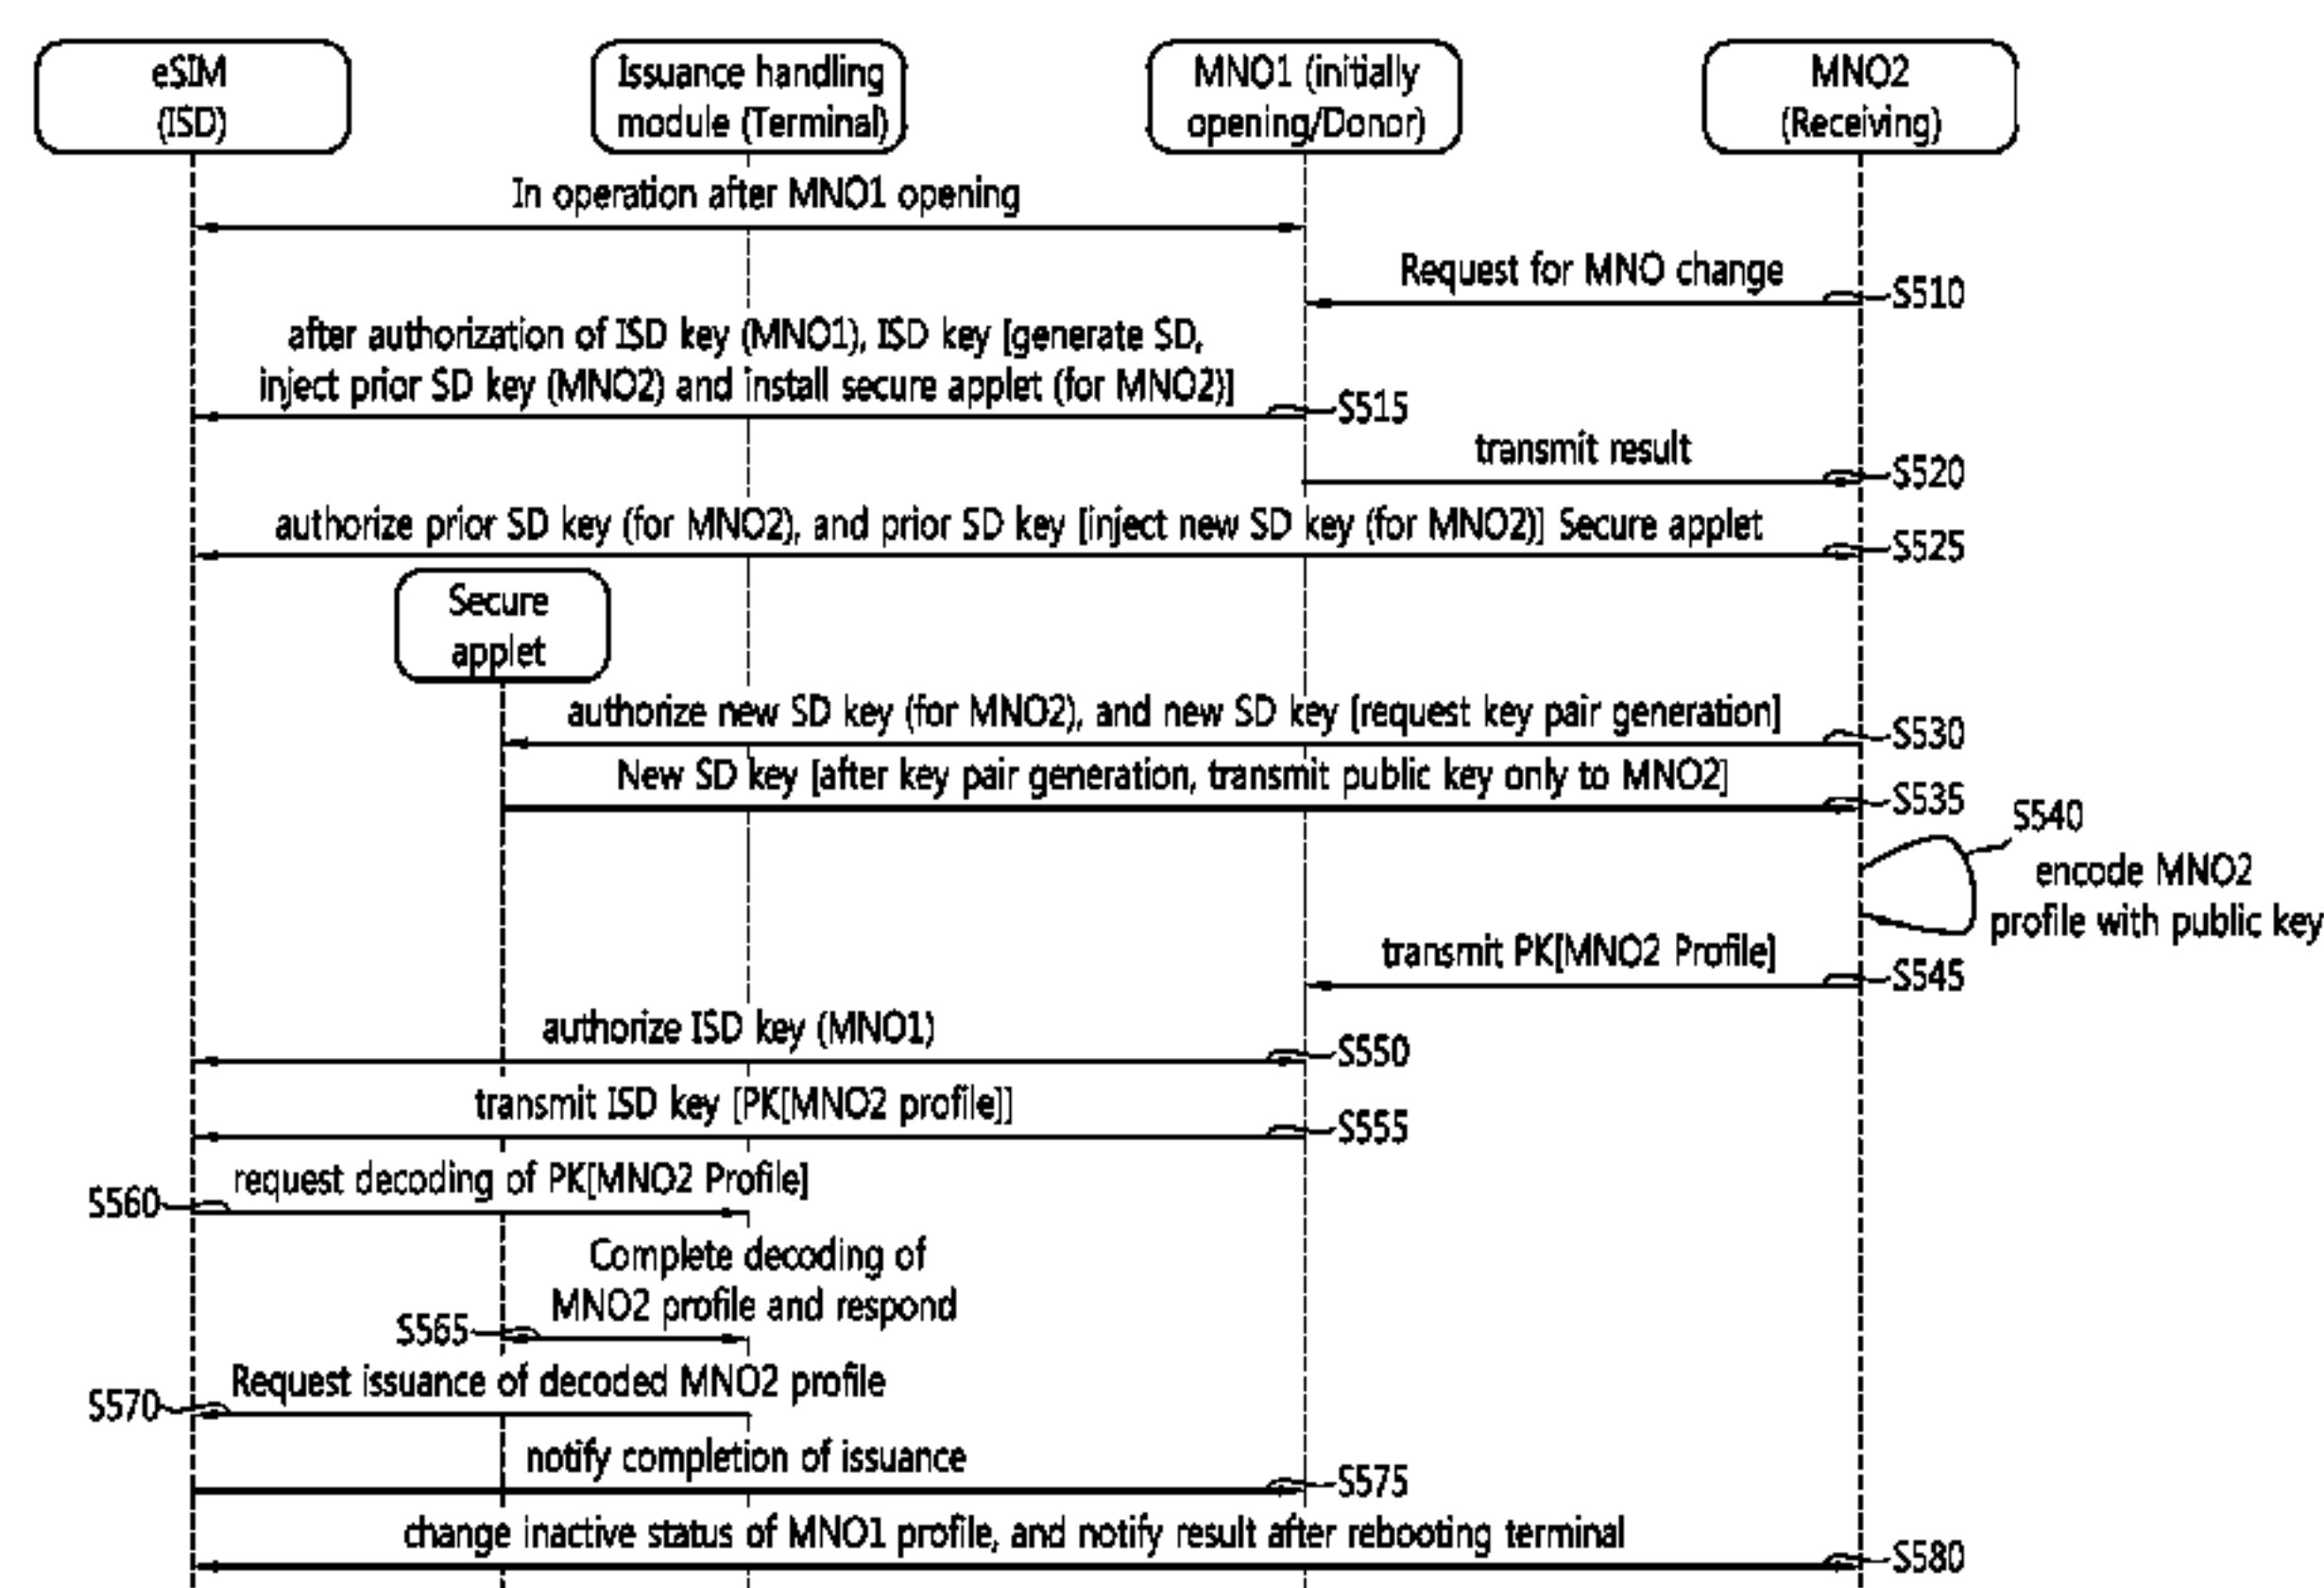 eSIM
(ISD)
Issuance handling
module (Terminal)
MNO1 (initially
opening/Donor)
MNO2
(Receiving)
In operation after MNO1 opening
Request for MNO change
S510
after authorization of ISD key (MNO1), ISD key [generate SD,
inject prior SD key (MNO2) and install secure applet (for MNO2)]
S515
transmit result
S520
authorize prior SD key (for MNO2), and prior SD key [inject new SD key (for MNO2)] Secure applet
S525
Secure
applet
authorize new SD key (for MNO2), and new SD key [request key pair generation]
S530
New SD key [after key pair generation, transmit public key only to MNO2]
S535
S540
encode MNO2
profile with public key
transmit PK[MNO2 Profile]
S545
authorize ISD key (MNO1)
S550
transmit ISD key [PK[MNO2 profile]]
S555
request decoding of PK[MNO2 Profile]
S560
Complete decoding of
MNO2 profile and respond
S565
Request issuance of decoded MNO2 profile
S570
notify completion of issuance
S575
change inactive status of MNO1 profile, and notify result after rebooting terminal
S580